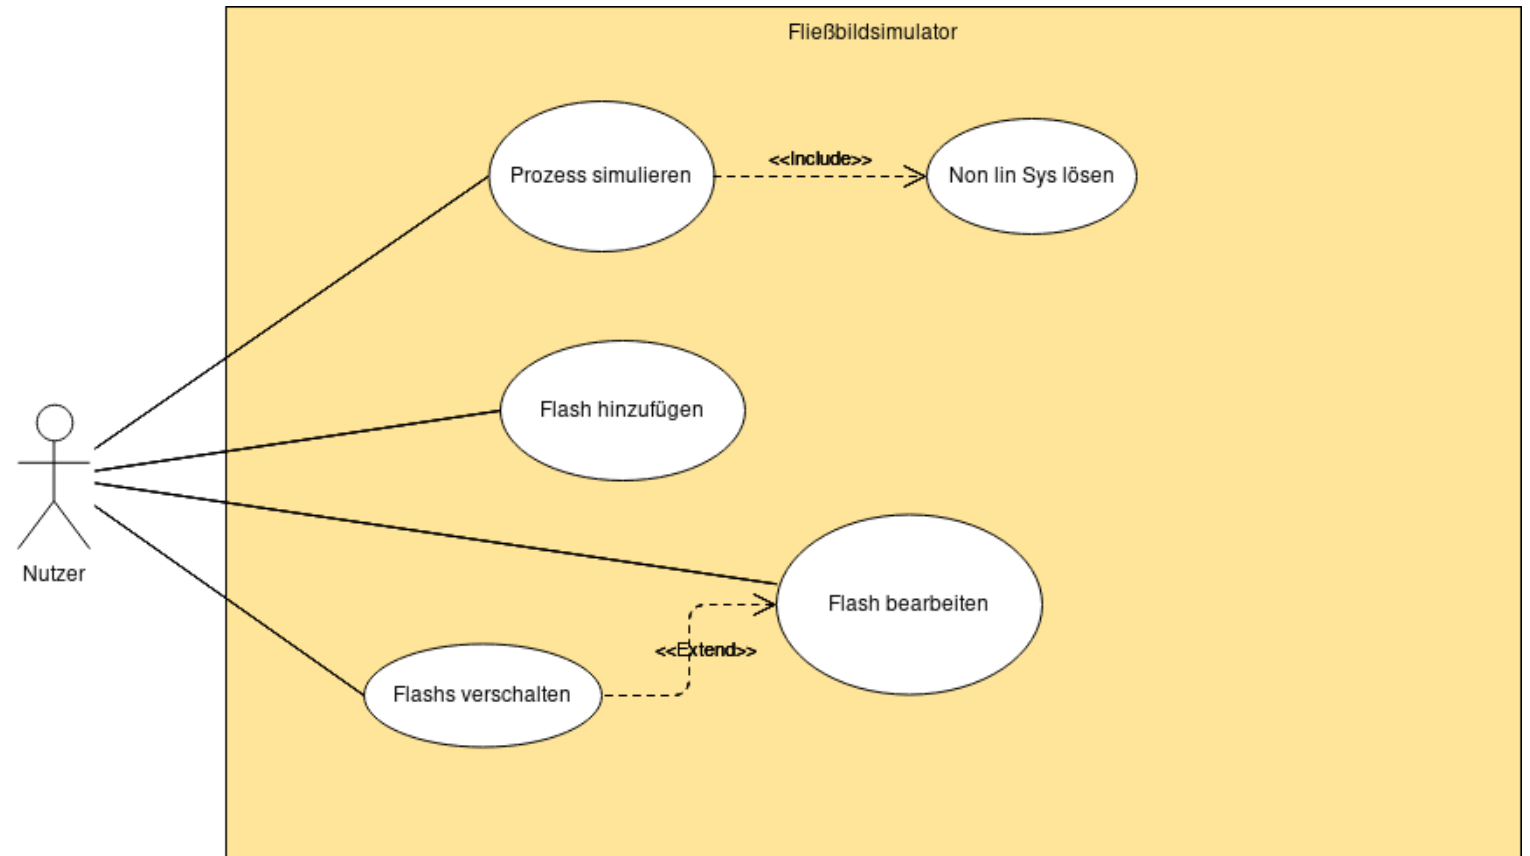 Fließbildsimulator
Prozess simulieren
<<Include>>
Non lin Sys lösen
Flash hinzufügen
Nutzer
Flash bearbeiten
<<Extend>>
Flashs verschalten